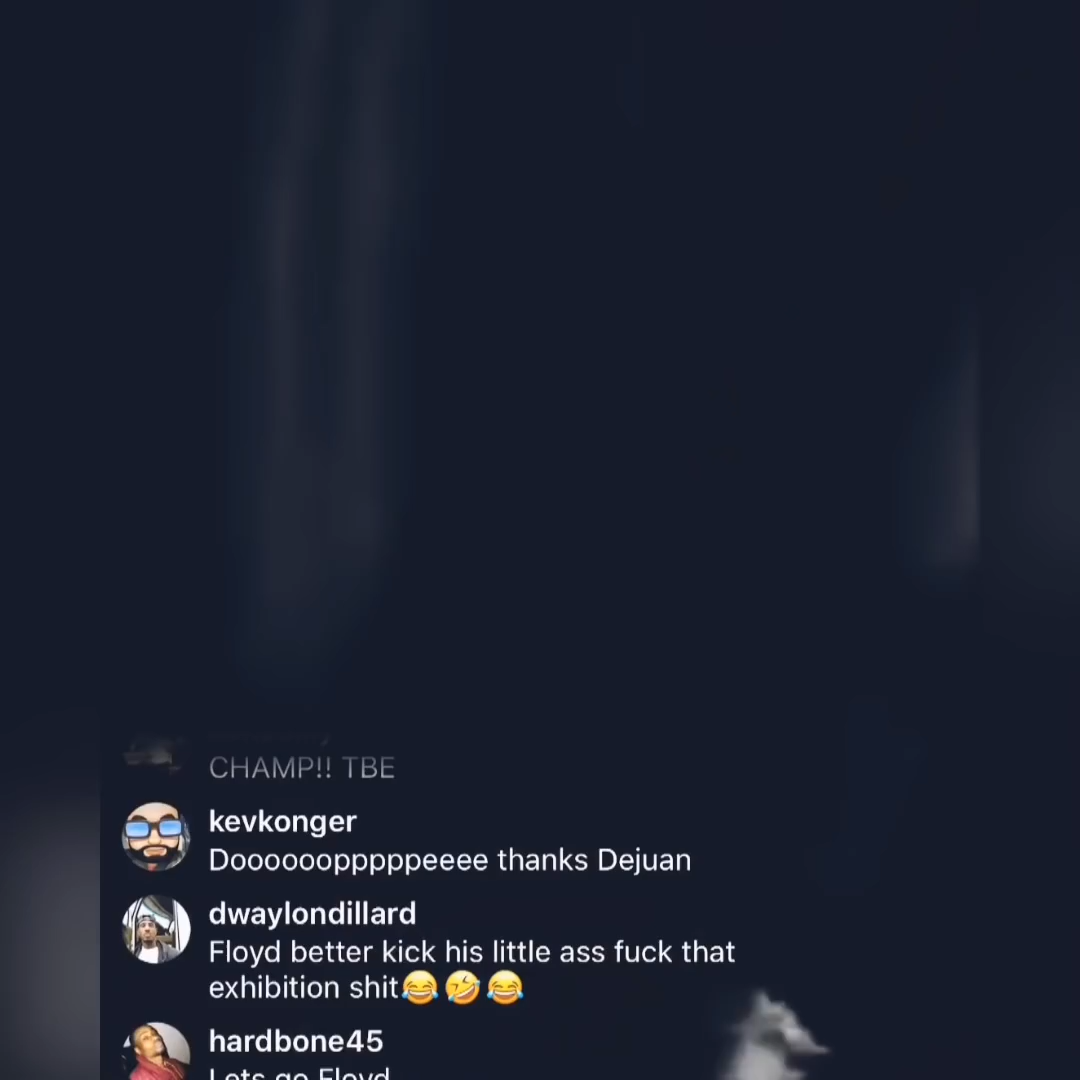 CHAMP!! TBE
kevkonger
Doooooopppppeeee thanks Dejuan
dwaylondillard
Floyd better kick his little ass fuck that
exhibition shit😂🤣😂
hardbone45
Lets go Floyd